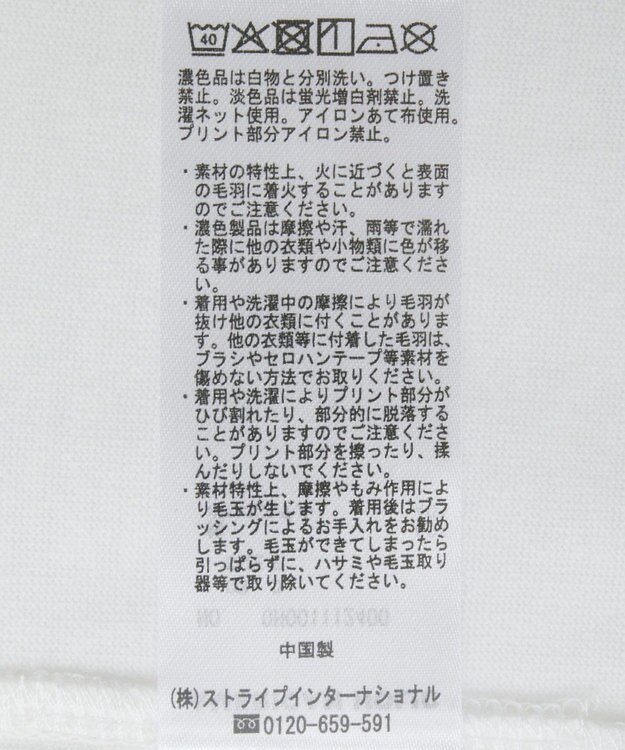 40
濃色品は白物と分別洗い。つけ置き
禁止。淡色品は蛍光増白剤禁止。洗
濯ネット使用。アイロンあて布使用。
プリント部分アイロン禁止。
・素材の特性上、火に近づくと表面
の毛羽に着火することがあります
のでご注意ください。
・濃色製品は摩擦や汗、雨等で濡れ
た際に他の衣類や小物類に色が移
る事がありますのでご注意くださ
い。
・着用や洗濯中の摩擦により毛羽が
抜け他の衣類に付くことがありま
す。他の衣類等に付着した毛羽は、
ブラシやセロハンテープ等素材を
傷めない方法でお取りください。
・着用や洗濯によりプリント部分が
ひび割れたり、部分的に脱落する
ことがありますのでご注意くださ
い。プリント部分を擦ったり、揉
んだりしないでください。
・素材特性上、摩擦やもみ作用によ
り毛玉が生じます。着用後はブラ
ッシングによるお手入れをお勧め
します。毛玉ができてしまったら
引っぱらずに、ハサミや毛玉取り
器等で取り除いてください。
中国製
(株)ストライプインターナショナル
0120-659-591